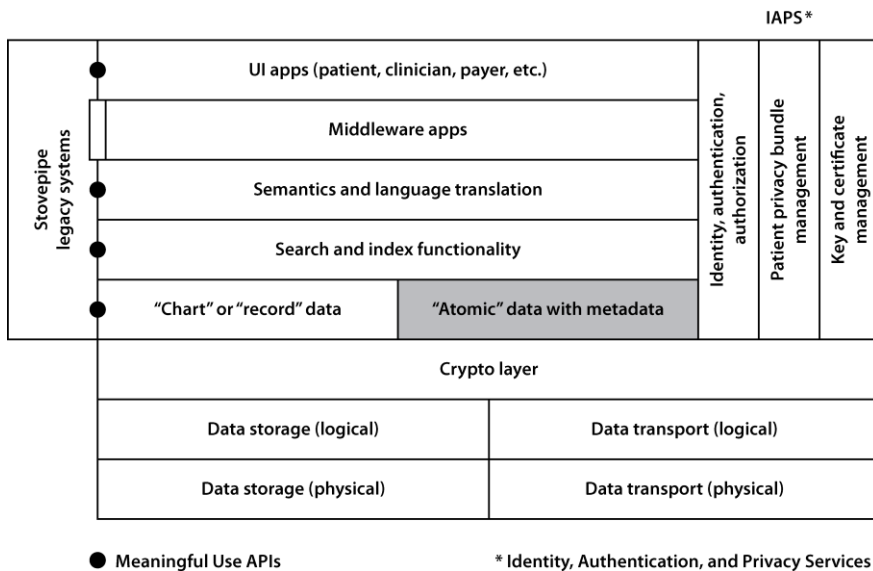 IAPS*
Stovepipe
legacy systems
UI apps (patient, clinician, payer, etc.)
Middleware apps
Semantics and language translation
Search and index functionality
“Chart” or “record” data
“Atomic” data with metadata
Identity, authentication,
authorization
Patient privacy bundle
management
Key and certificate
management
Crypto layer
Data storage (logical)
Data transport (logical)
Data storage (physical)
Data transport (physical)
Meaningful Use APIs
* Identity, Authentication, and Privacy Services